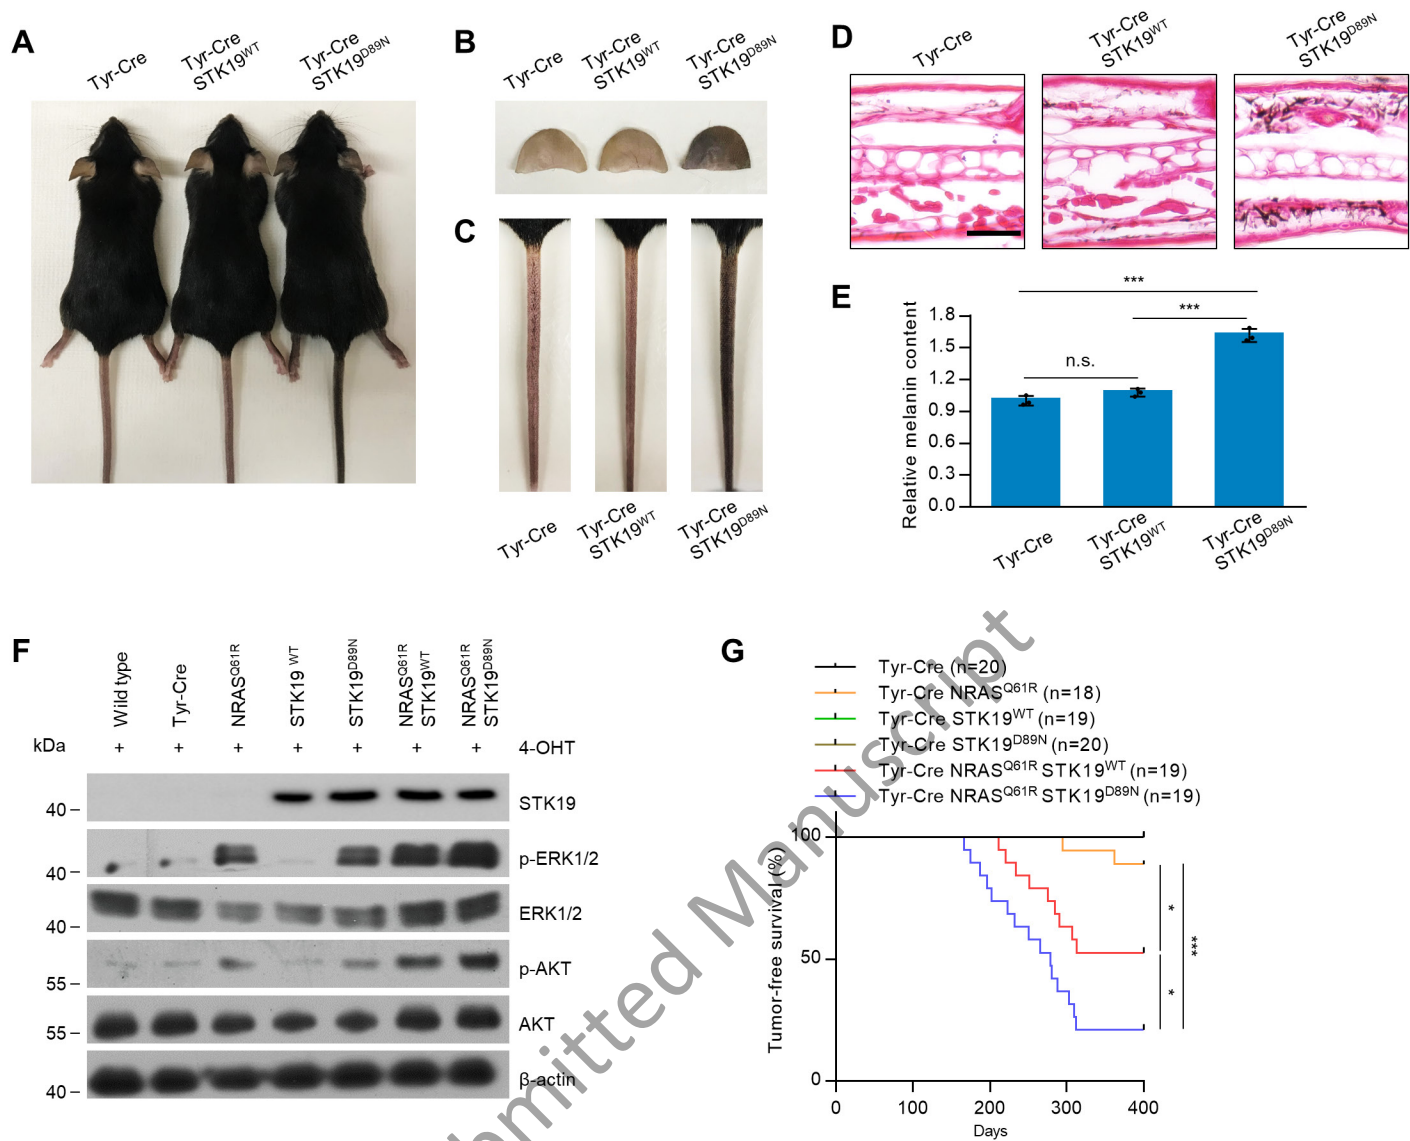 A
Tyr-Cre
Tyr-Cre
STK19WT
Tyr-Cre
STK19D89N
B
Tyr-Cre
Tyr-Cre
STK19WT
Tyr-Cre
STK19D89N
C
Tyr-Cre
Tyr-Cre
STK19WT
Tyr-Cre
STK19D89N
D
Tyr-Cre
Tyr-Cre
STK19WT
Tyr-Cre
STK19D89N
E
Relative melanin content
1.8
1.5
1.2
0.9
0.6
0.3
0.0
***
***
n.s.
Tyr-Cre
Tyr-Cre
STK19WT
Tyr-Cre
STK19D89N
F
Wild type
Tyr-Cre
NRASQ61R
STK19 WT
STK19D89N
NRASQ61R
STK19WT
NRASQ61R
STK19D89N
kDa
+ + + + + + + 4-OHT
40 STK19
40 p-ERK1/2
40 ERK1/2
55 p-AKT
55 AKT
40 β-actin
G
Tyr-Cre (n=20)
Tyr-Cre NRASQ61R (n=18)
Tyr-Cre STK19WT (n=19)
Tyr-Cre STK19D89N (n=20)
Tyr-Cre NRASQ61R STK19WT (n=19)
Tyr-Cre NRASQ61R STK19D89N (n=19)
Tumor-free survival (%)
100
50
0
*
*
***
0 100 200 300 400
Days
bmitted Manuscript